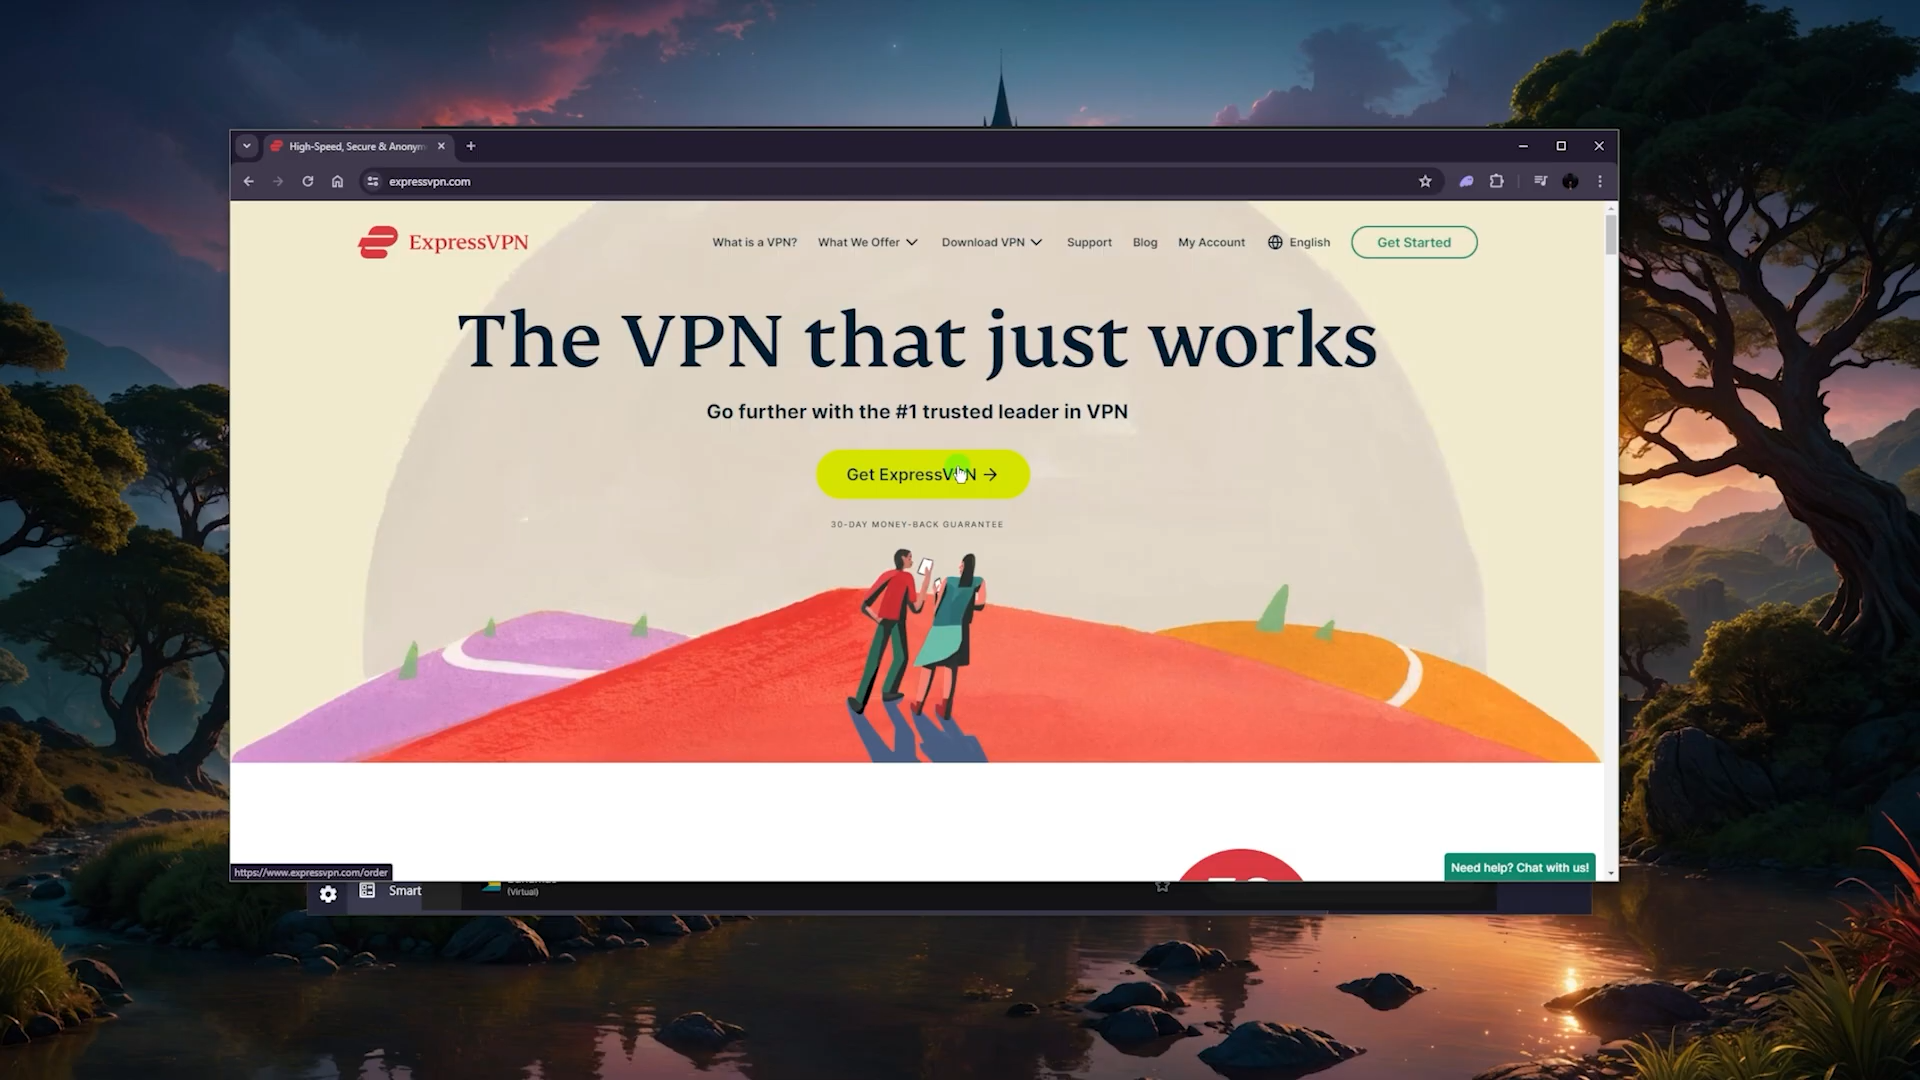 High-Speed, Secure & Anonym
expressvpn.com
ExpressVPN
What is a VPN?
What We Offer
Download VPN
Support
Blog
My Account
English
Get Started
The VPN that just works
Go further with the #1 trusted leader in VPN
Get ExpressVPN →
30-DAY MONEY-BACK GUARANTEE
Need help? Chat with us!
https://www.expressvpn.com/order
Smart
(Virtual)